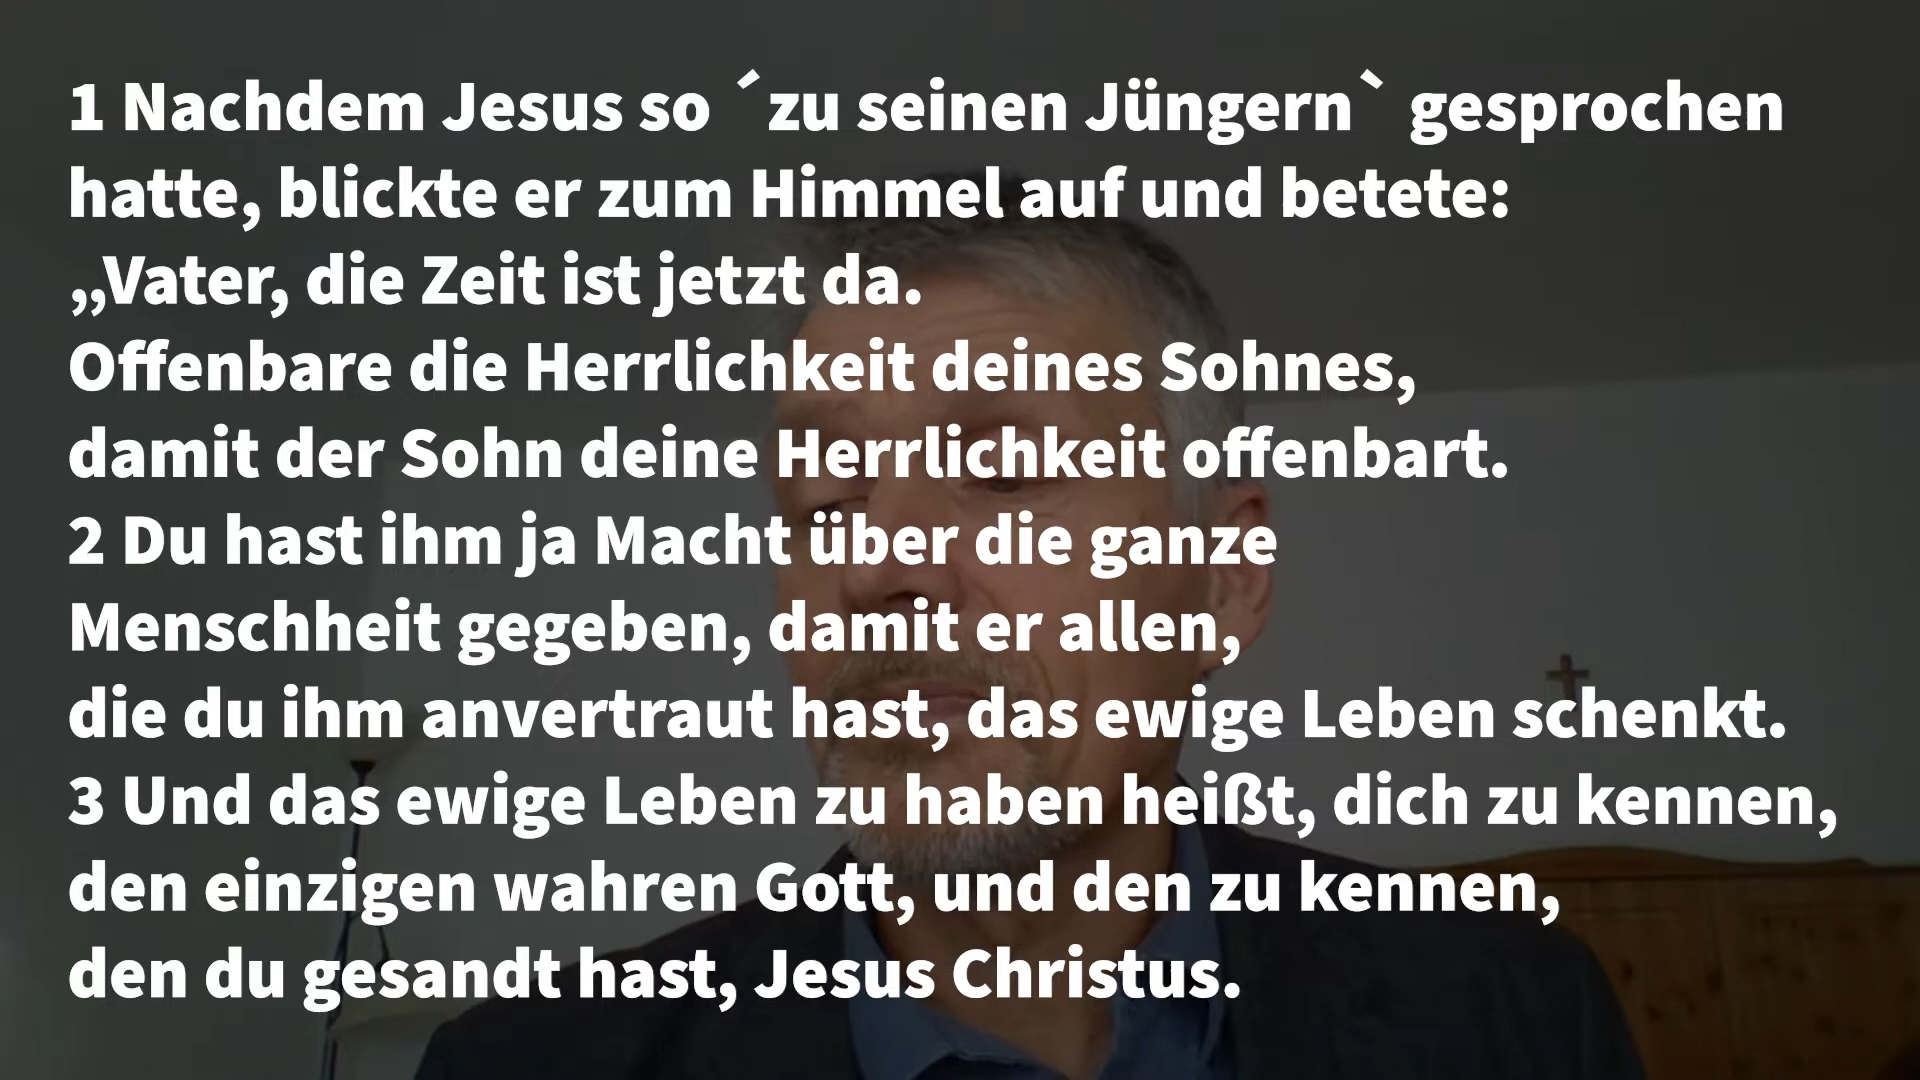 1 Nachdem Jesus so ´zu seinen Jüngern` gesprochen
hatte, blickte er zum Himmel auf und betete:
„Vater, die Zeit ist jetzt da.
Offenbare die Herrlichkeit deines Sohnes,
damit der Sohn deine Herrlichkeit offenbart.
2 Du hast ihm ja Macht über die ganze
Menschheit gegeben, damit er allen,
die du ihm anvertraut hast, das ewige Leben schenkt.
3 Und das ewige Leben zu haben heißt, dich zu kennen,
den einzigen wahren Gott, und den zu kennen,
den du gesandt hast, Jesus Christus.